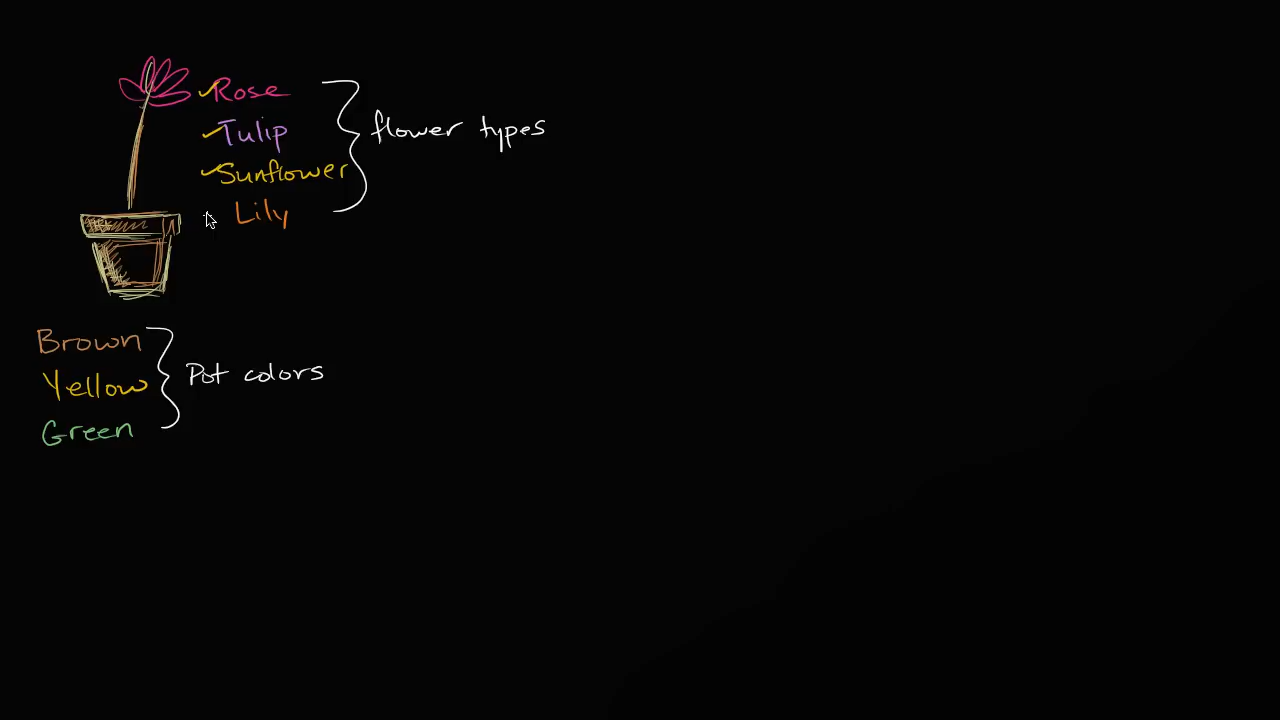 Rose
Tulip
Sunflower
Lily
flower types
Brown
Yellow
Green
Pot colors